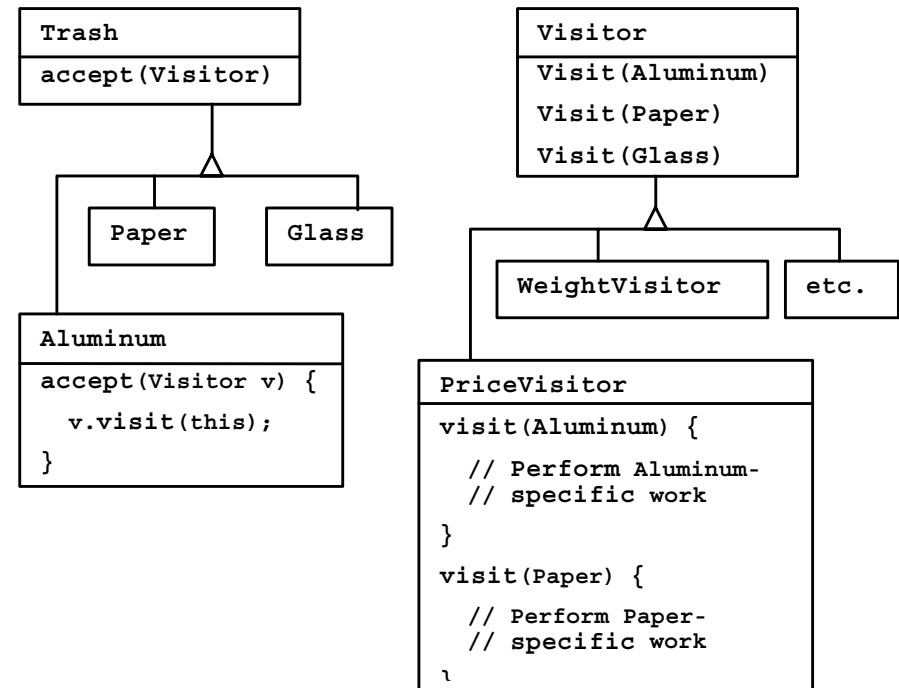 Trash
accept(Visitor)
Paper
Glass
Aluminum
accept(Visitor v) {
v.visit(this);
}
Visitor
Visit(Aluminum)
Visit(Paper)
Visit(Glass)
WeightVisitor
etc.
PriceVisitor
visit(Aluminum) {
// Perform Aluminum-
// specific work
}
visit(Paper) {
// Perform Paper-
// specific work